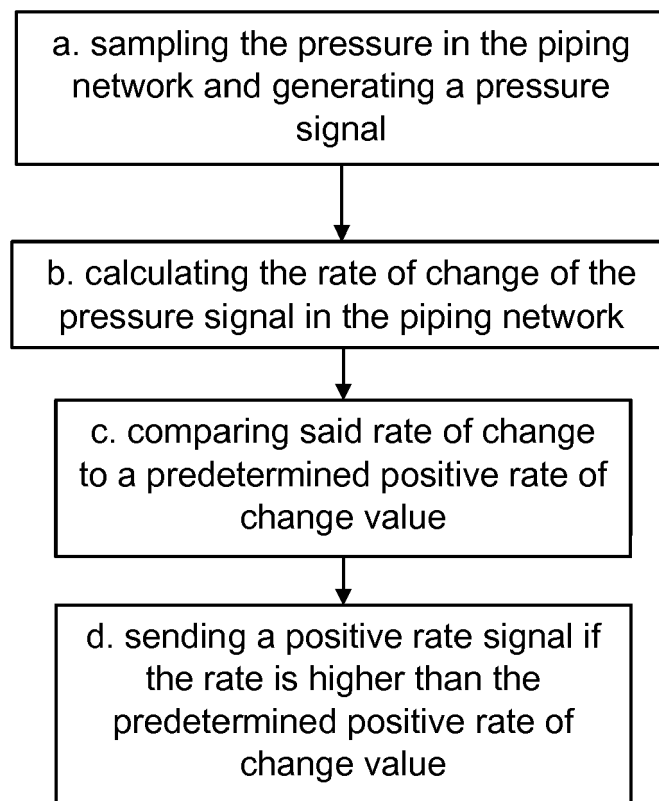 a. sampling the pressure in the piping
network and generating a pressure
signal
b. calculating the rate of change of the
pressure signal in the piping network
c. comparing said rate of change
to a predetermined positive rate of
change value
d. sending a positive rate signal if
the rate is higher than the
predetermined positive rate of
change value